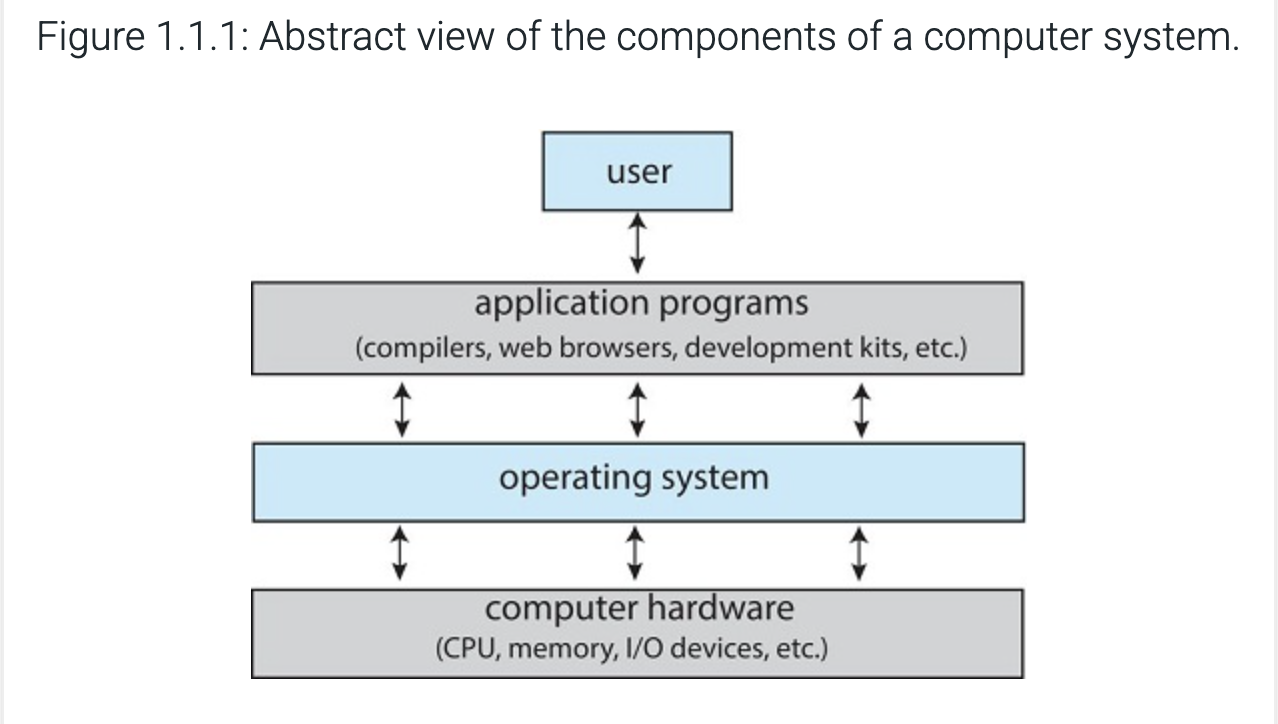 Figure 1.1.1: Abstract view of the components of a computer system.
user
application programs
(compilers, web browsers, development kits, etc.)
operating system
computer hardware
(CPU, memory, I/O devices, etc.)